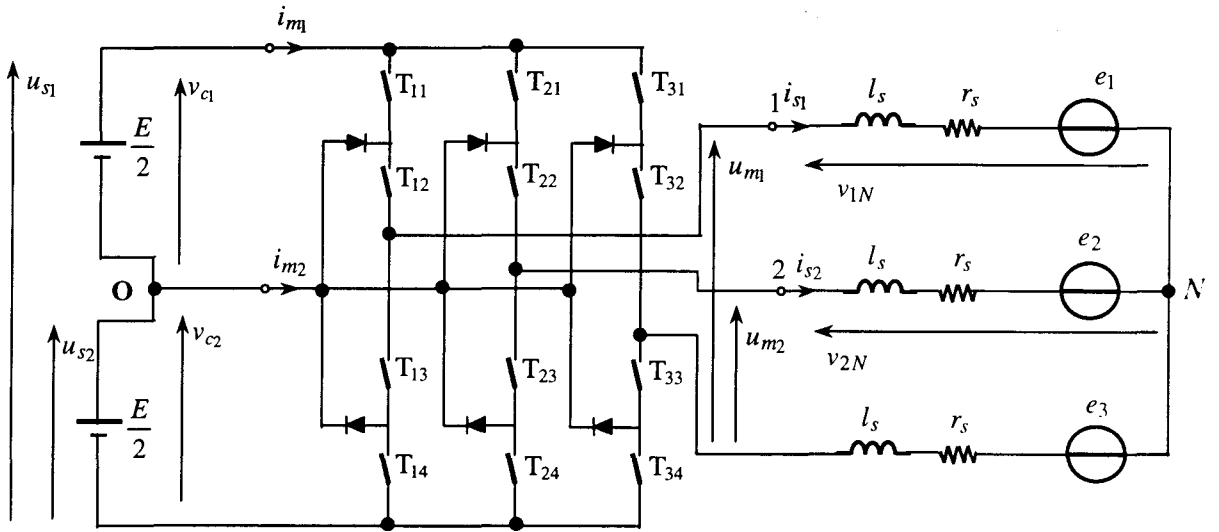 i_{m1}
u_{s1}
v_{c1}
T_{11}
T_{21}
T_{31}
l_s
r_s
e_1
1
i_{s1}
E/2
T_{12}
T_{22}
T_{32}
u_{m1}
v_{1N}
i_{m2}
O
2
i_{s2}
l_s
r_s
e_2
N
u_{s2}
v_{c2}
u_{m2}
v_{2N}
T_{13}
T_{23}
T_{33}
E/2
l_s
r_s
e_3
T_{14}
T_{24}
T_{34}